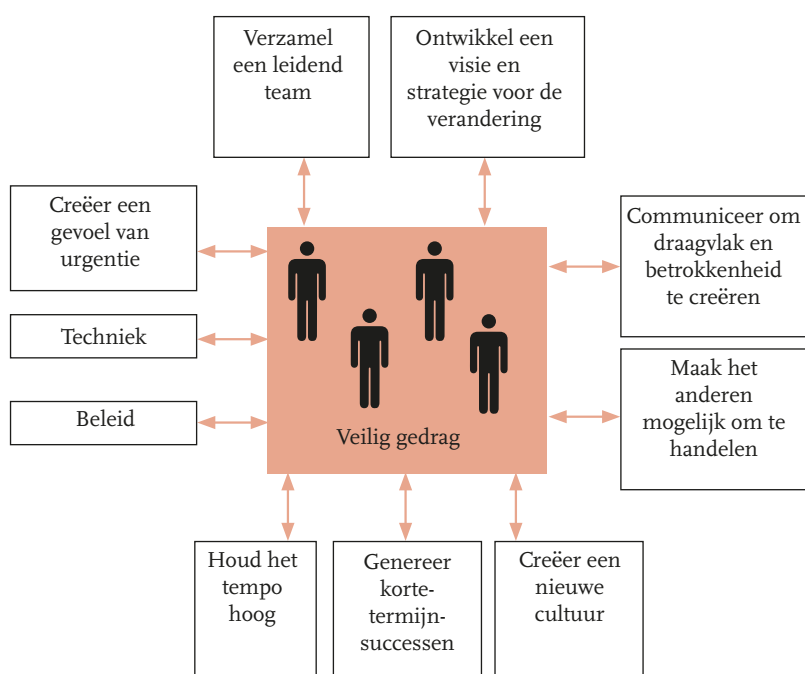 Verzamel
een leidend
team
Ontwikkel een
visie en
strategie voor de
verandering
Creëer een
gevoel van
urgentie
Communiceer om
draagvlak en
betrokkenheid
te creëren
Techniek
Maak het
anderen
mogelijk om te
handelen
Beleid
Veilig gedrag
Houd het
tempo
hoog
Genereer
korte-
termijn-
successen
Creëer een
nieuwe
cultuur